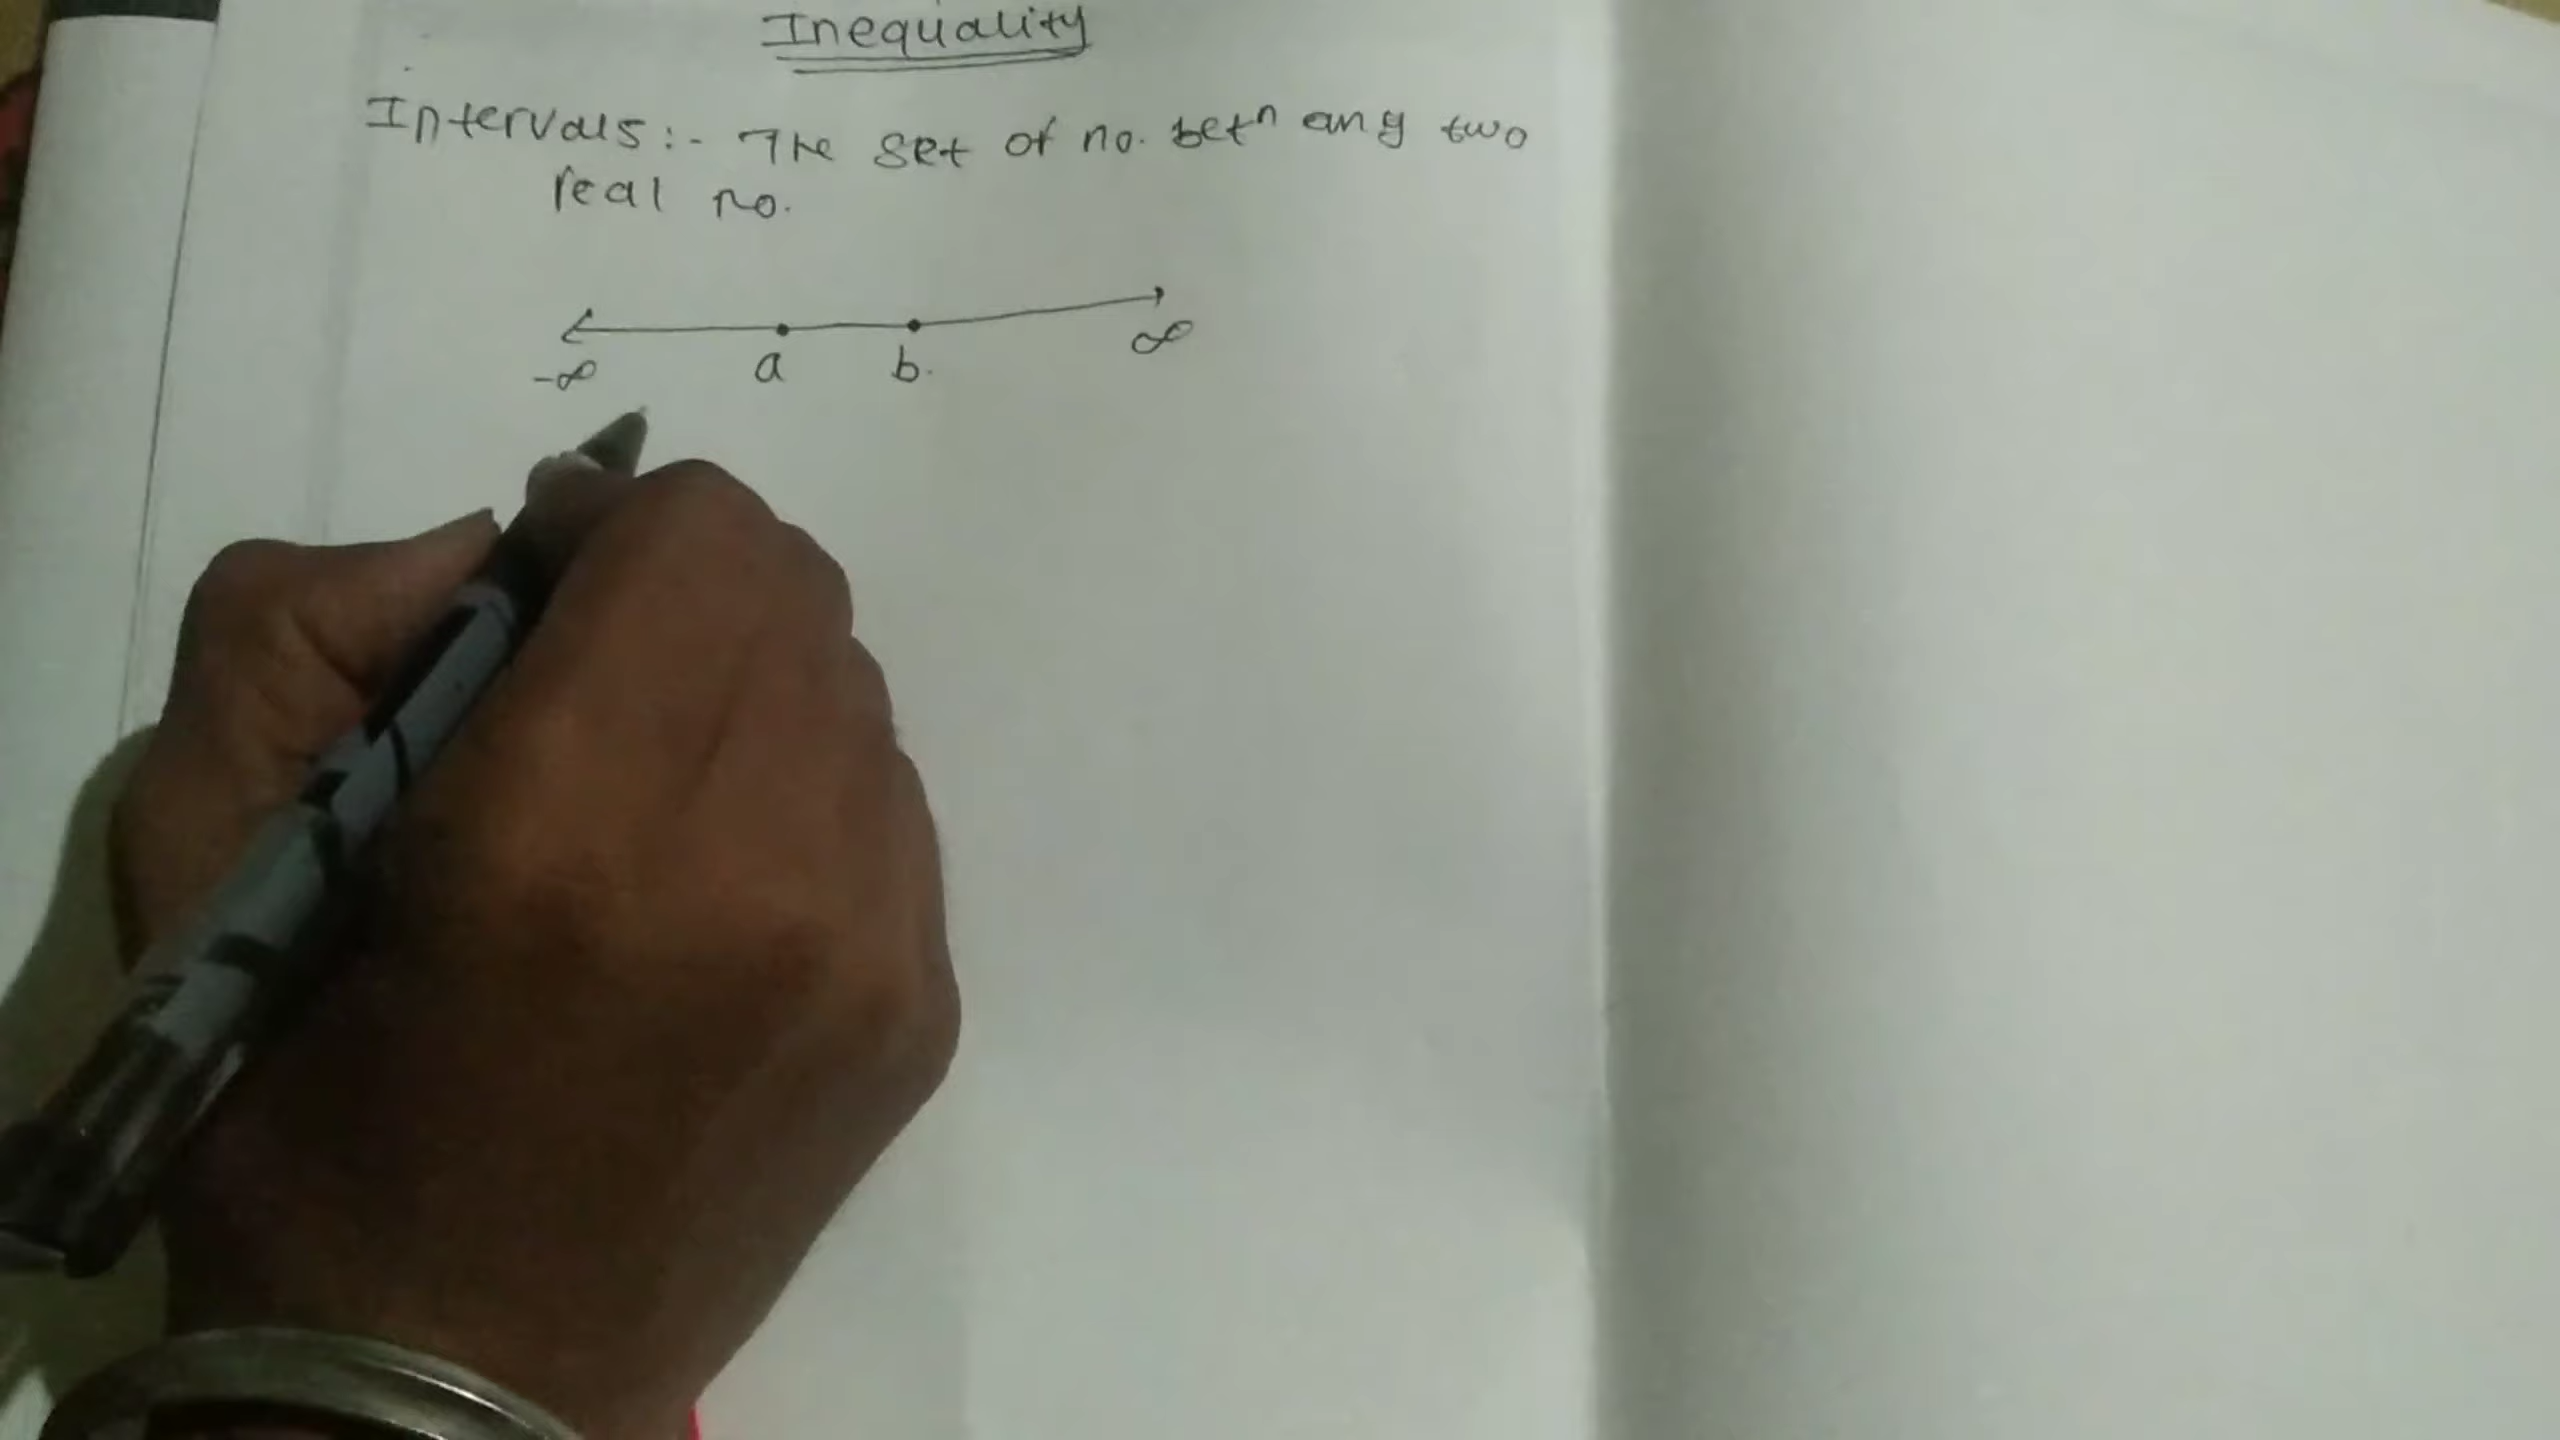 Inequality
Intervals:- The set of no. betⁿ any two
real no.
-∞ a b. ∞